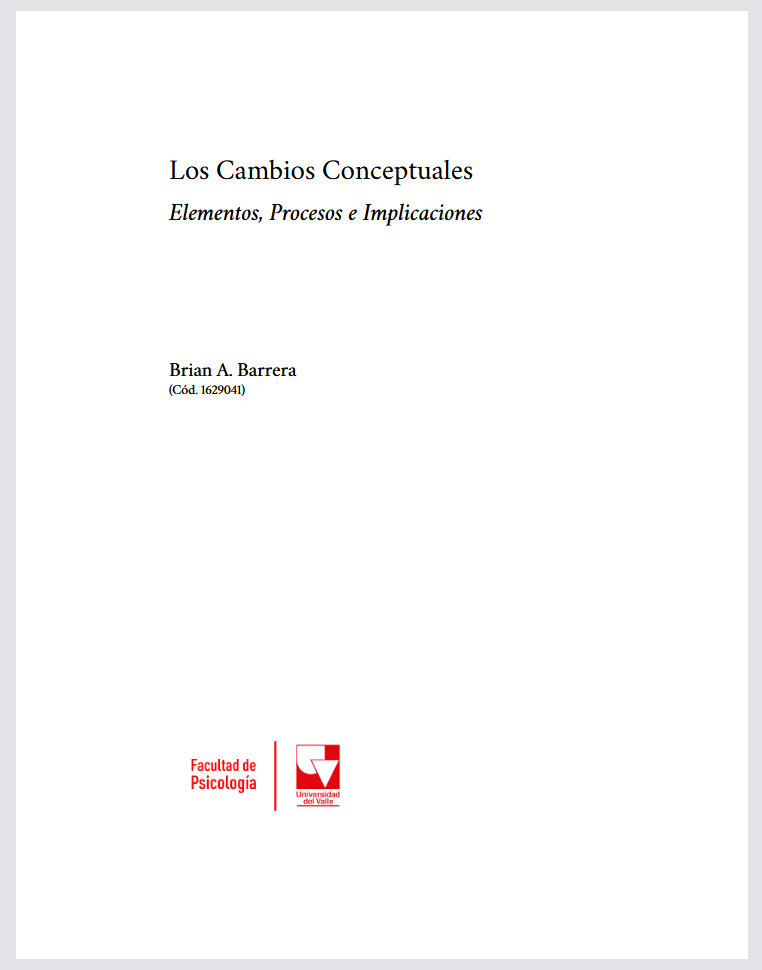 Los Cambios Conceptuales
Elementos, Procesos e Implicaciones
Brian A. Barrera
(Cód. 1629041)
Facultad de
Psicología
Universidad
del Valle